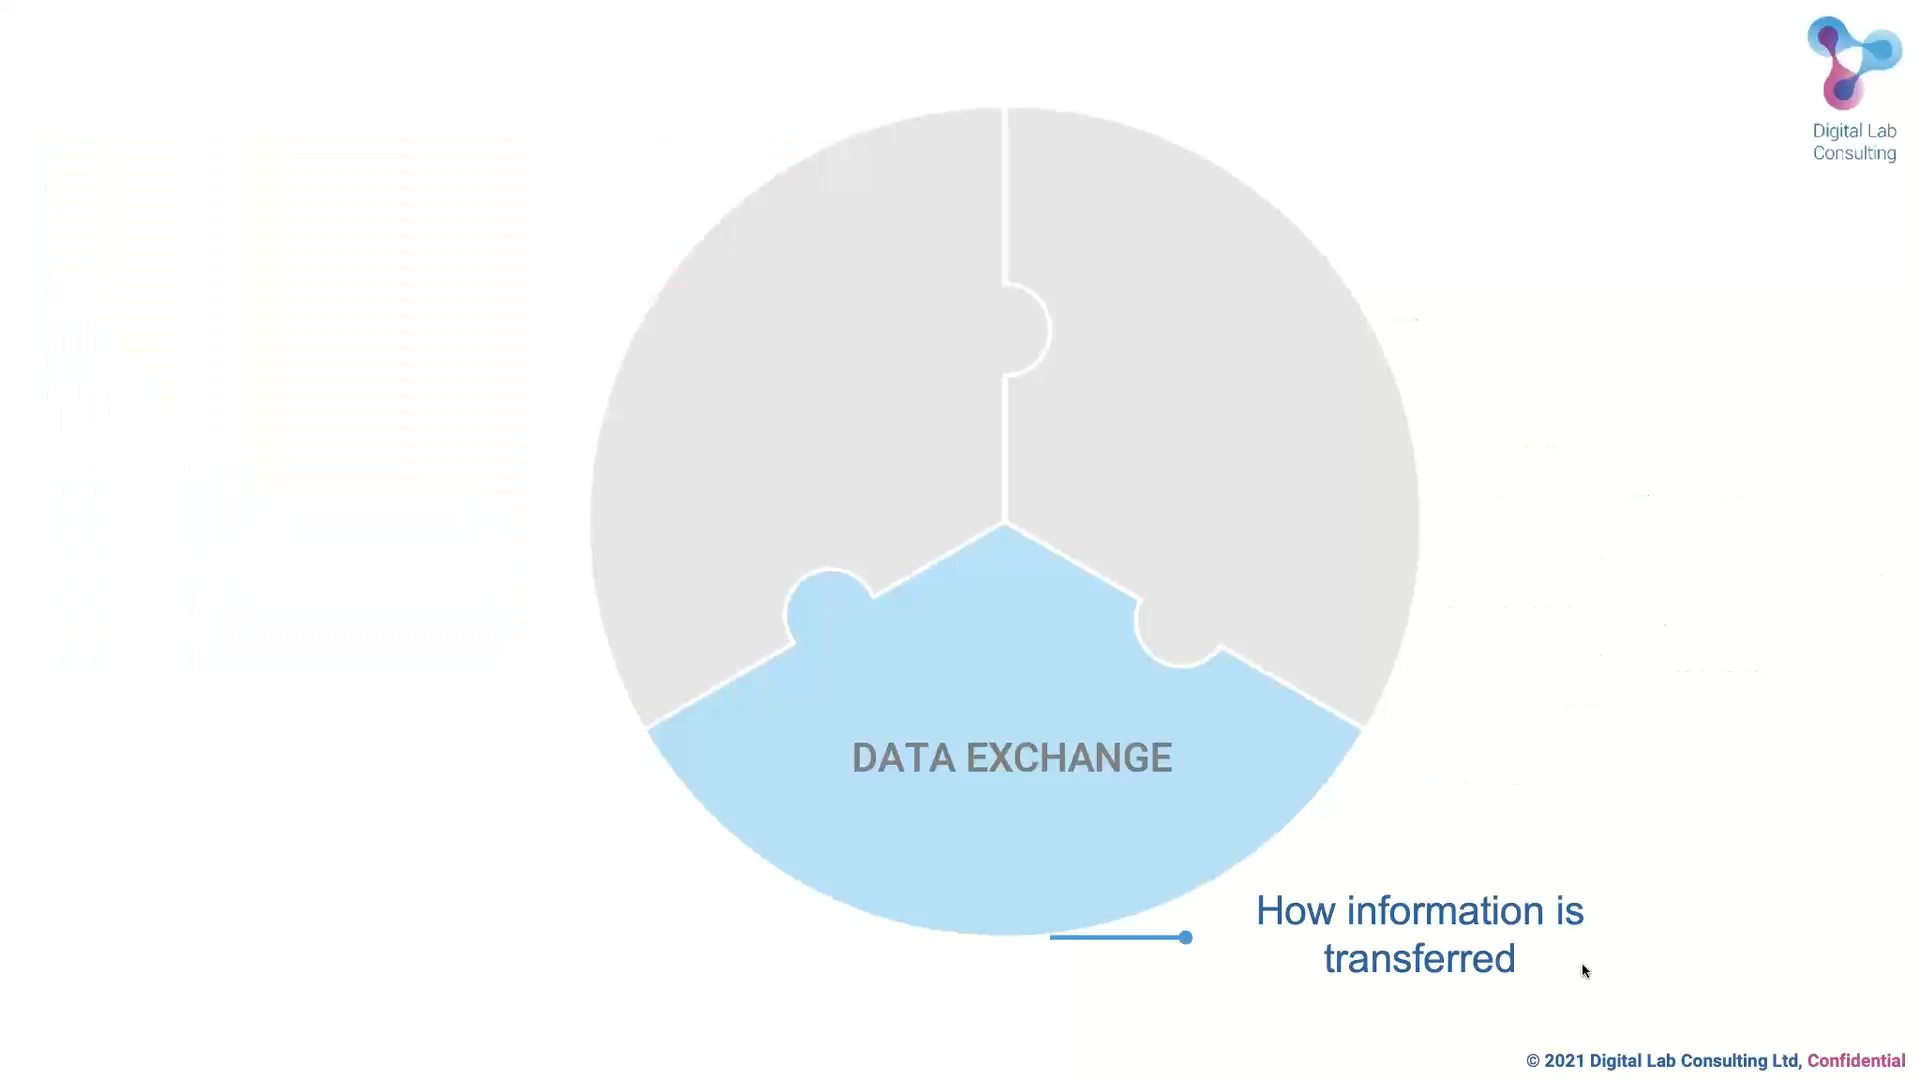 Digital Lab
Consulting
DATA EXCHANGE
How information is
transferred
© 2021 Digital Lab Consulting Ltd, Confidential